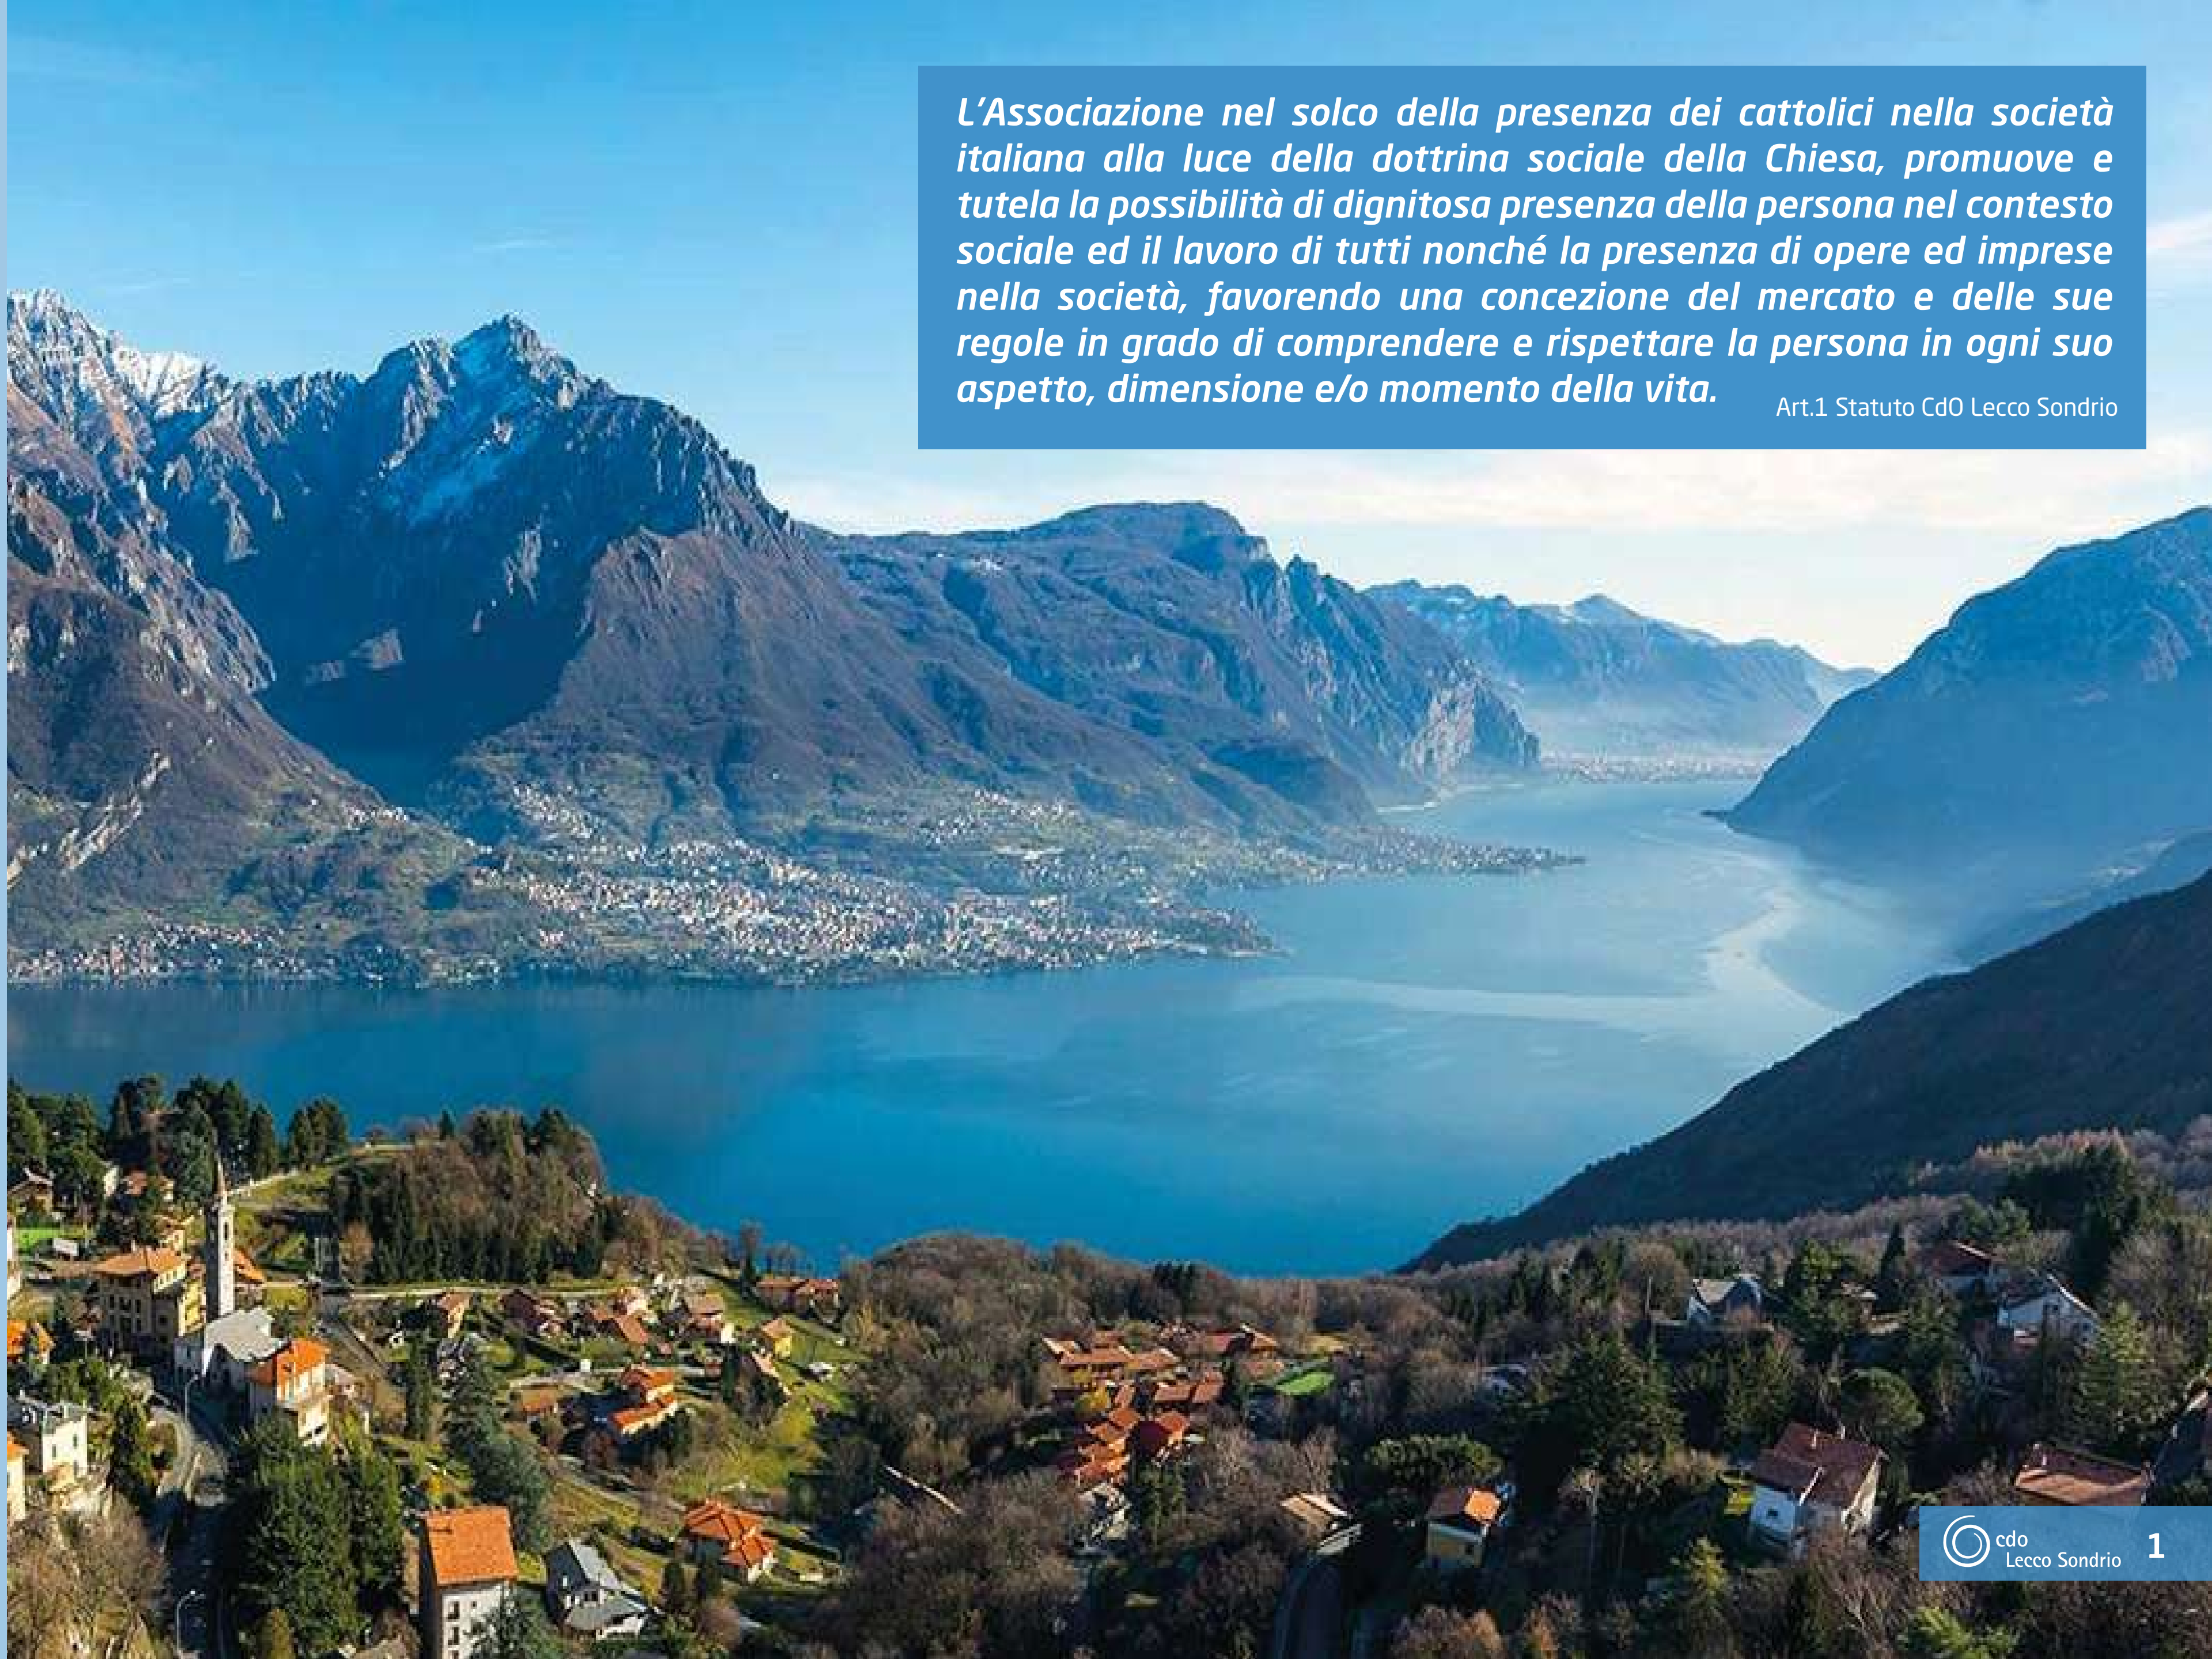 L'Associazione nel solco della presenza dei cattolici nella società
italiana alla luce della dottrina sociale della Chiesa, promuove e
tutela la possibilità di dignitosa presenza della persona nel contesto
sociale ed il lavoro di tutti nonché la presenza di opere ed imprese
nella società, favorendo una concezione del mercato e delle sue
regole in grado di comprendere e rispettare la persona in ogni suo
aspetto, dimensione e/o momento della vita.
Art.1 Statuto CdO Lecco Sondrio
cdo
Lecco Sondrio
1